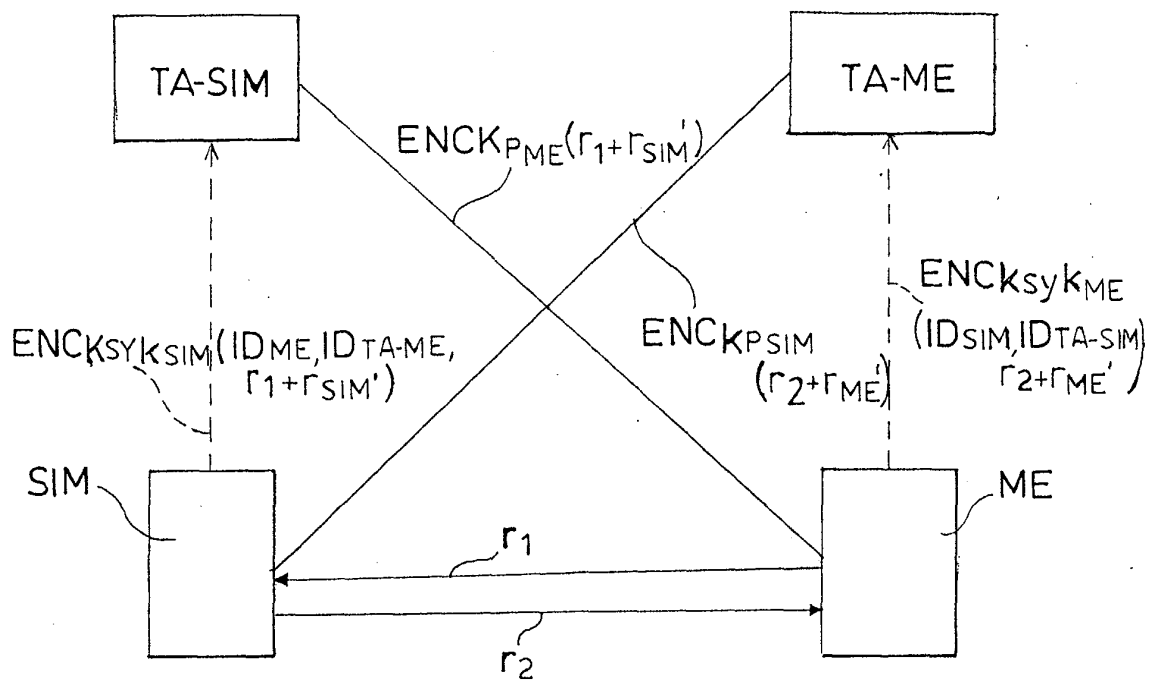 TA-SIM
TA-ME
ENCKPME(r1+rSIM')
ENCKSYKSIM(IDME,IDTA-ME,
r1+rSIM')
ENCKPSIM
(r2+rME')
ENCKSYKME
(IDSIM,IDTA-SIM,
r2+rME')
SIM
ME
r1
r2